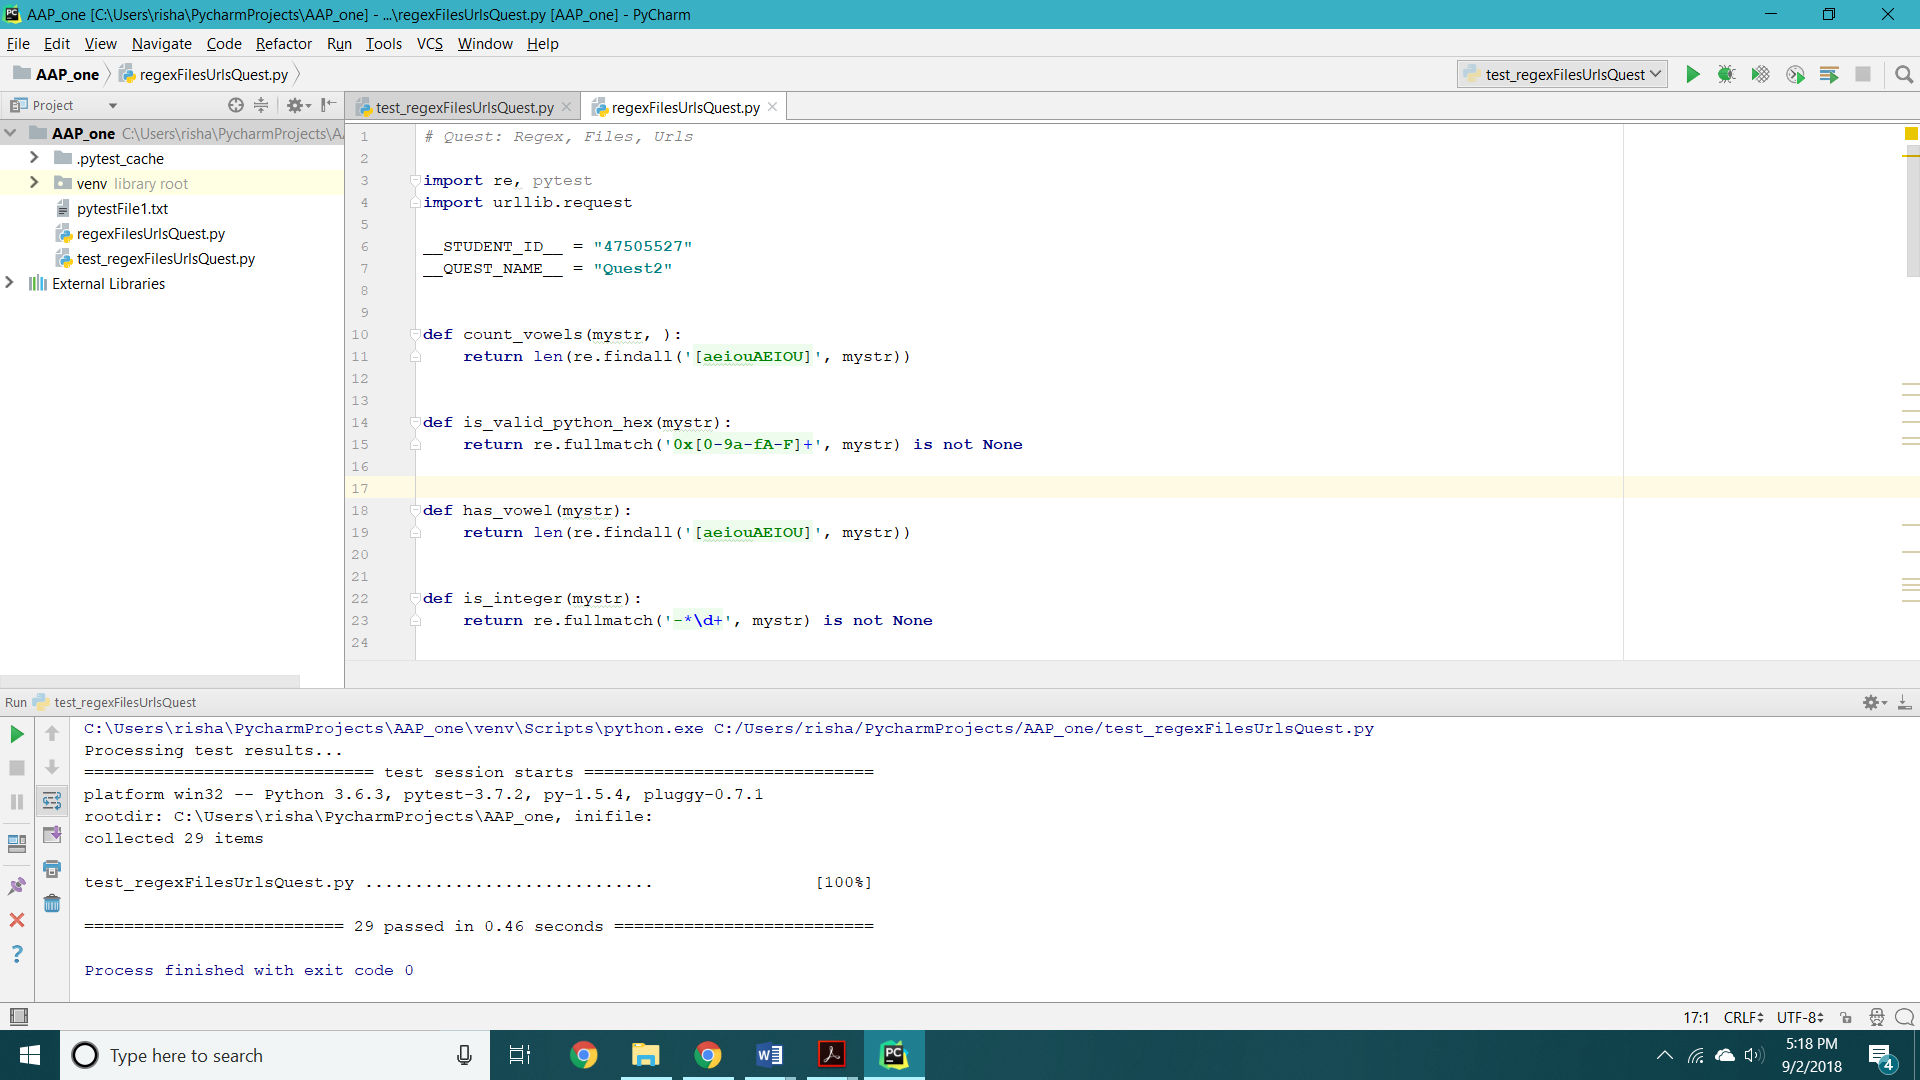 AAP_one [C:\Users\risha\PycharmProjects\AAP_one] - ...\regexFilesUrlsQuest.py [AAP_one] - PyCharm
File Edit View Navigate Code Refactor Run Tools VCS Window Help
AAP_one regexFilesUrlsQuest.py test_regexFilesUrlsQuest
Project
AAP_one C:\Users\risha\PycharmProjects\A
.pytest_cache
venv library root
pytestFile1.txt
regexFilesUrlsQuest.py
test_regexFilesUrlsQuest.py
External Libraries
test_regexFilesUrlsQuest.py regexFilesUrlsQuest.py
1 # Quest: Regex, Files, Urls
2
3 import re, pytest
4 import urllib.request
5
6 __STUDENT_ID__ = "47505527"
7 __QUEST_NAME__ = "Quest2"
8
9
10 def count_vowels(mystr, ):
11 return len(re.findall('[aeiouAEIOU]', mystr))
12
13
14 def is_valid_python_hex(mystr):
15 return re.fullmatch('0x[0-9a-fA-F]+', mystr) is not None
16
17
18 def has_vowel(mystr):
19 return len(re.findall('[aeiouAEIOU]', mystr))
20
21
22 def is_integer(mystr):
23 return re.fullmatch('-*\d+', mystr) is not None
24
Run test_regexFilesUrlsQuest
C:\Users\risha\PycharmProjects\AAP_one\venv\Scripts\python.exe C:/Users/risha/PycharmProjects/AAP_one/test_regexFilesUrlsQuest.py
Processing test results...
============================= test session starts =============================
platform win32 -- Python 3.6.3, pytest-3.7.2, py-1.5.4, pluggy-0.7.1
rootdir: C:\Users\risha\PycharmProjects\AAP_one, inifile:
collected 29 items
test_regexFilesUrlsQuest.py ............................. [100%]
========================== 29 passed in 0.46 seconds ==========================
Process finished with exit code 0
17:1 CRLF UTF-8
Type here to search
5:18 PM
9/2/2018
4